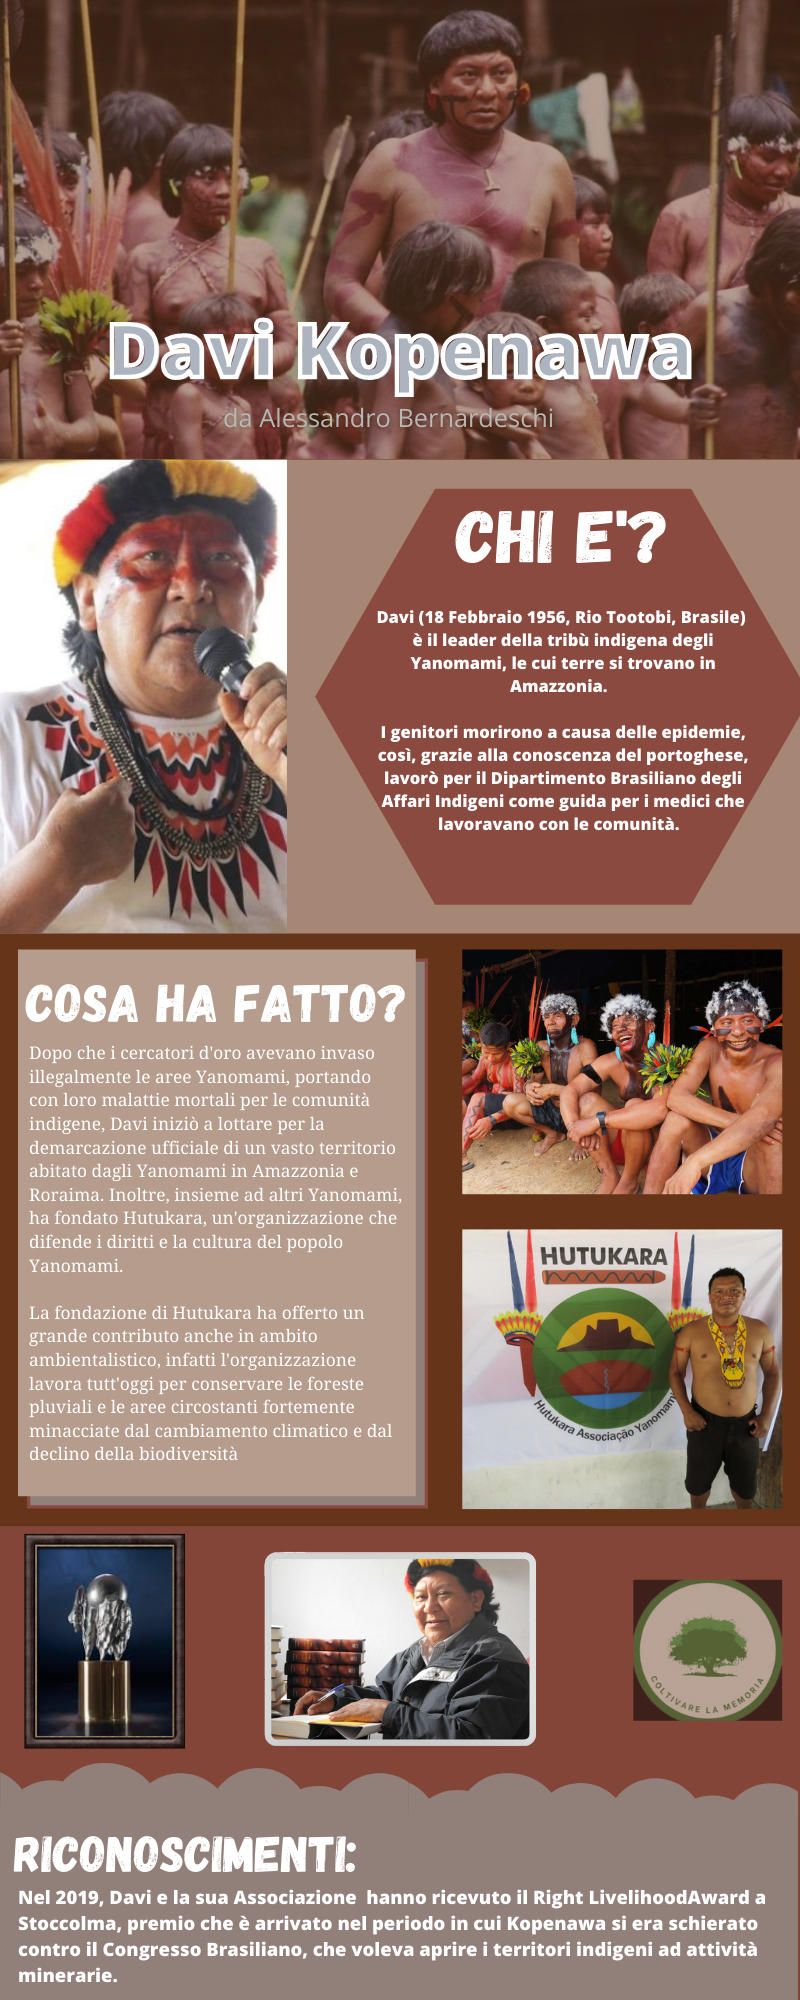 Davi Kopenawa
da Alessandro Bernardeschi
CHI E'?
Davi (18 Febbraio 1956, Rio Tootobi, Brasile)
è il leader della tribù indigena degli
Yanomami, le cui terre si trovano in
Amazzonia.
I genitori morirono a causa delle epidemie,
così, grazie alla conoscenza del portoghese,
lavorò per il Dipartimento Brasiliano degli
Affari Indigeni come guida per i medici che
lavoravano con le comunità.
COSA HA FATTO?
Dopo che i cercatori d'oro avevano invaso
illegalmente le aree Yanomami, portando
con loro malattie mortali per le comunità
indigene, Davi iniziò a lottare per la
demarcazione ufficiale di un vasto territorio
abitato dagli Yanomami in Amazzonia e
Roraima. Inoltre, insieme ad altri Yanomami,
ha fondato Hutukara, un'organizzazione che
difende i diritti e la cultura del popolo
Yanomami.
La fondazione di Hutukara ha offerto un
grande contributo anche in ambito
ambientalistico, infatti l'organizzazione
lavora tutt'oggi per conservare le foreste
pluviali e le aree circostanti fortemente
minacciate dal cambiamento climatico e dal
declino della biodiversità
HUTUKARA
Hutukara Associação Yanomami
COLTIVARE LA MEMORIA
RICONOSCIMENTI:
Nel 2019, Davi e la sua Associazione  hanno ricevuto il Right LivelihoodAward a
Stoccolma, premio che è arrivato nel periodo in cui Kopenawa si era schierato
contro il Congresso Brasiliano, che voleva aprire i territori indigeni ad attività
minerarie.